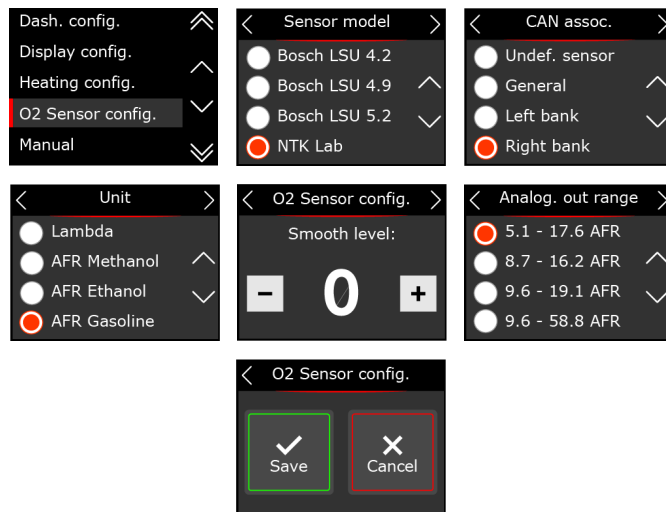 Dash. config.
Display config.
Heating config.
O2 Sensor config.
Manual
Sensor model
Bosch LSU 4.2
Bosch LSU 4.9
Bosch LSU 5.2
NTK Lab
CAN assoc.
Undef. sensor
General
Left bank
Right bank
Unit
Lambda
AFR Methanol
AFR Ethanol
AFR Gasoline
O2 Sensor config.
Smooth level:
- 0 +
Analog. out range
5.1 - 17.6 AFR
8.7 - 16.2 AFR
9.6 - 19.1 AFR
9.6 - 58.8 AFR
O2 Sensor config.
Save
Cancel